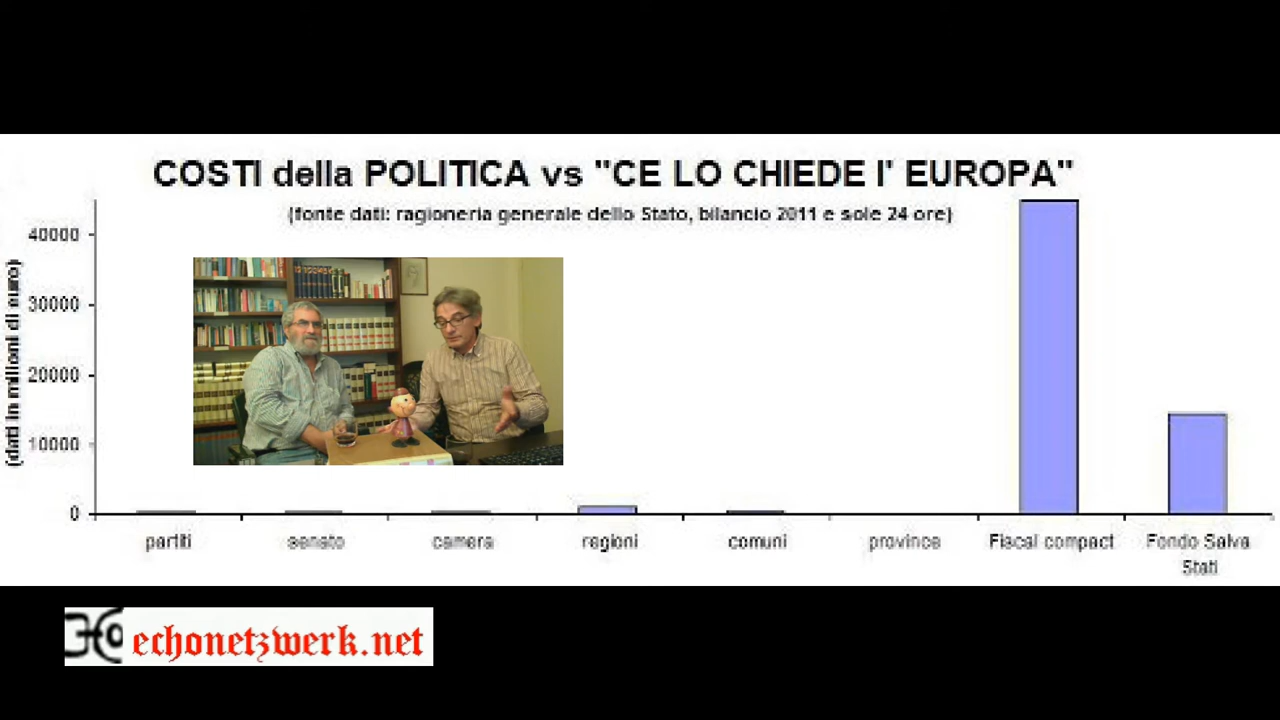 COSTI della POLITICA vs "CE LO CHIEDE l' EUROPA"
(fonte dati: ragioneria generale dello Stato, bilancio 2011 e sole 24 ore)
(dati in milioni di euro)
40000
30000
20000
10000
0
partiti senato camera regioni comuni province Fiscal compact Fondo Salva
Stati
echonetzwerk.net